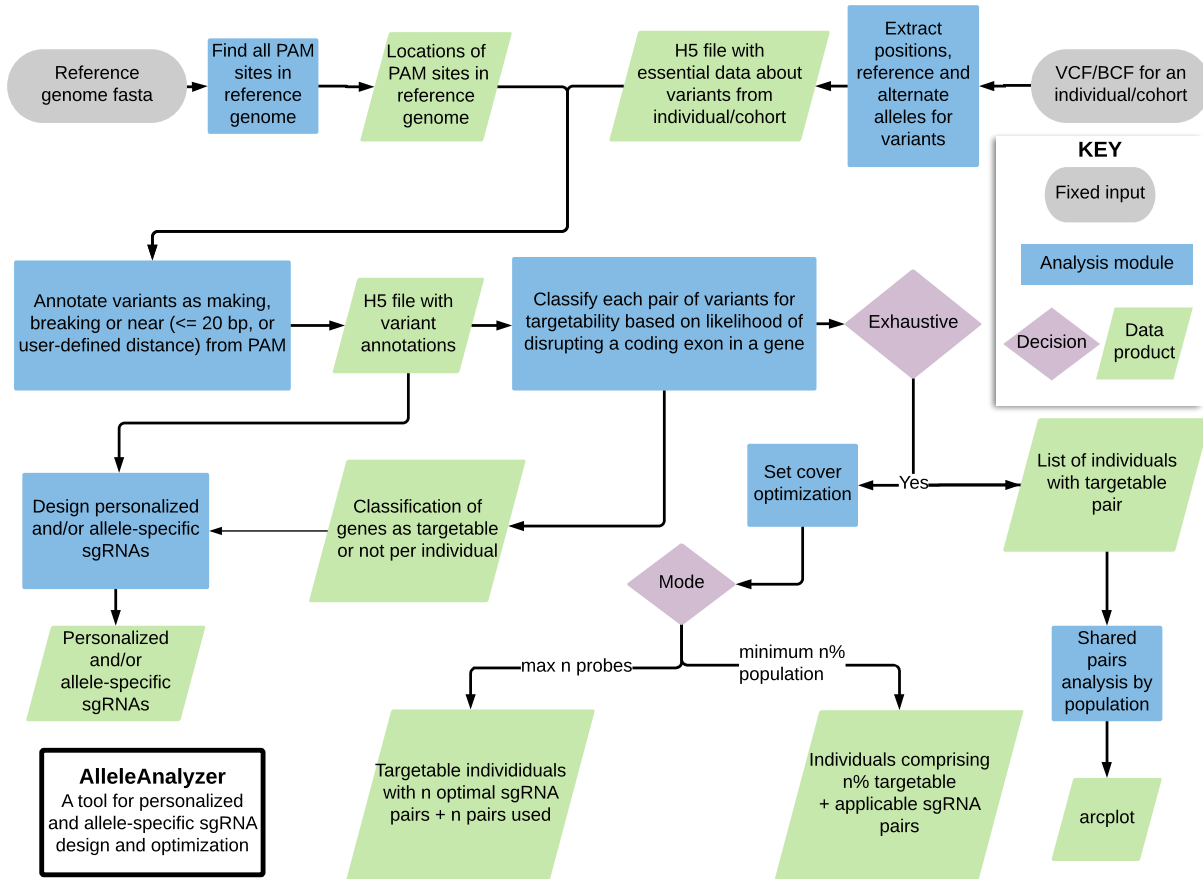 Reference
genome fasta
Find all PAM
sites in
reference
genome
Locations of
PAM sites in
reference
genome
H5 file with
essential data about
variants from
individual/cohort
Extract
positions,
reference and
alternate
alleles for
variants
VCF/BCF for an
individual/cohort
KEY
Fixed input
Analysis module
Decision
Data
product
Annotate variants as making,
breaking or near (<= 20 bp, or
user-defined distance) from PAM
H5 file with
variant
annotations
Classify each pair of variants for
targetability based on likelihood of
disrupting a coding exon in a gene
Exhaustive
Yes
Set cover
optimization
List of individuals
with targetable
pair
Design personalized
and/or allele-specific
sgRNAs
Classification of
genes as targetable
or not per individual
Mode
max n probes
minimum n%
population
Personalized
and/or
allele-specific
sgRNAs
Shared
pairs
analysis by
population
Targetable individiduals
with n optimal sgRNA
pairs + n pairs used
Individuals comprising
n% targetable
+ applicable sgRNA
pairs
arcplot
AlleleAnalyzer
A tool for personalized
and allele-specific sgRNA
design and optimization